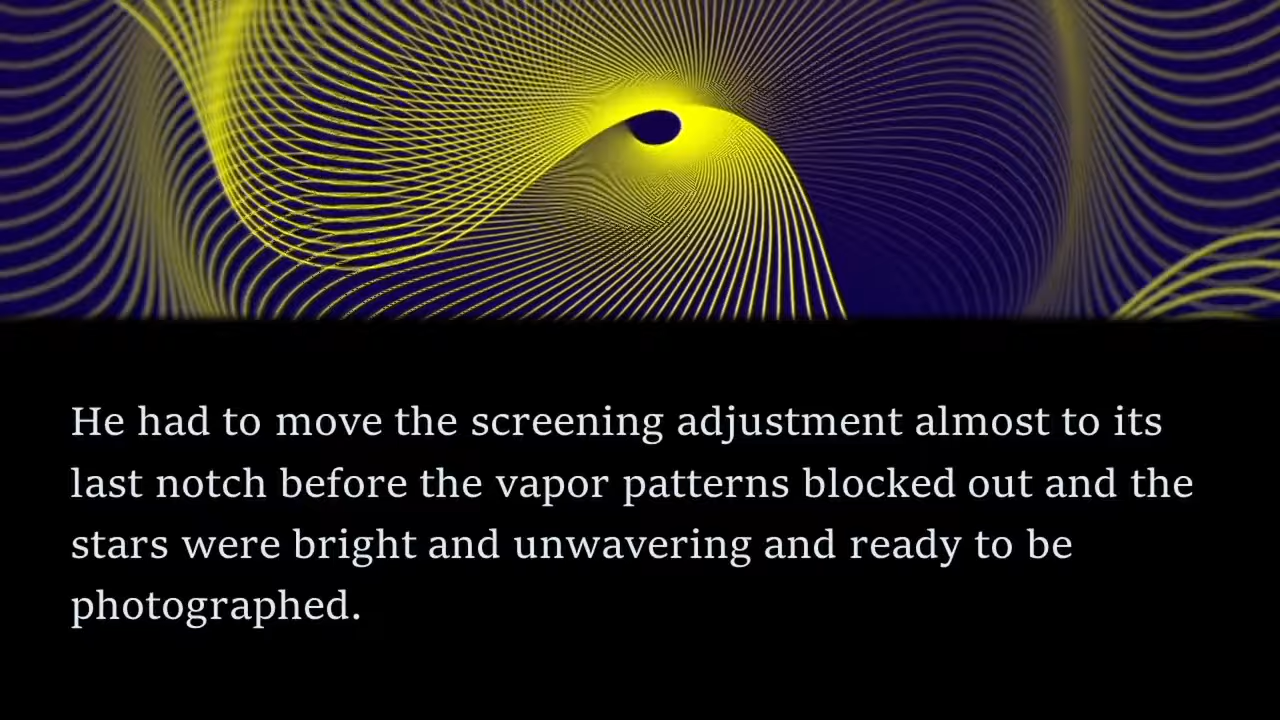 He had to move the screening adjustment almost to its
last notch before the vapor patterns blocked out and the
stars were bright and unwavering and ready to be
photographed.